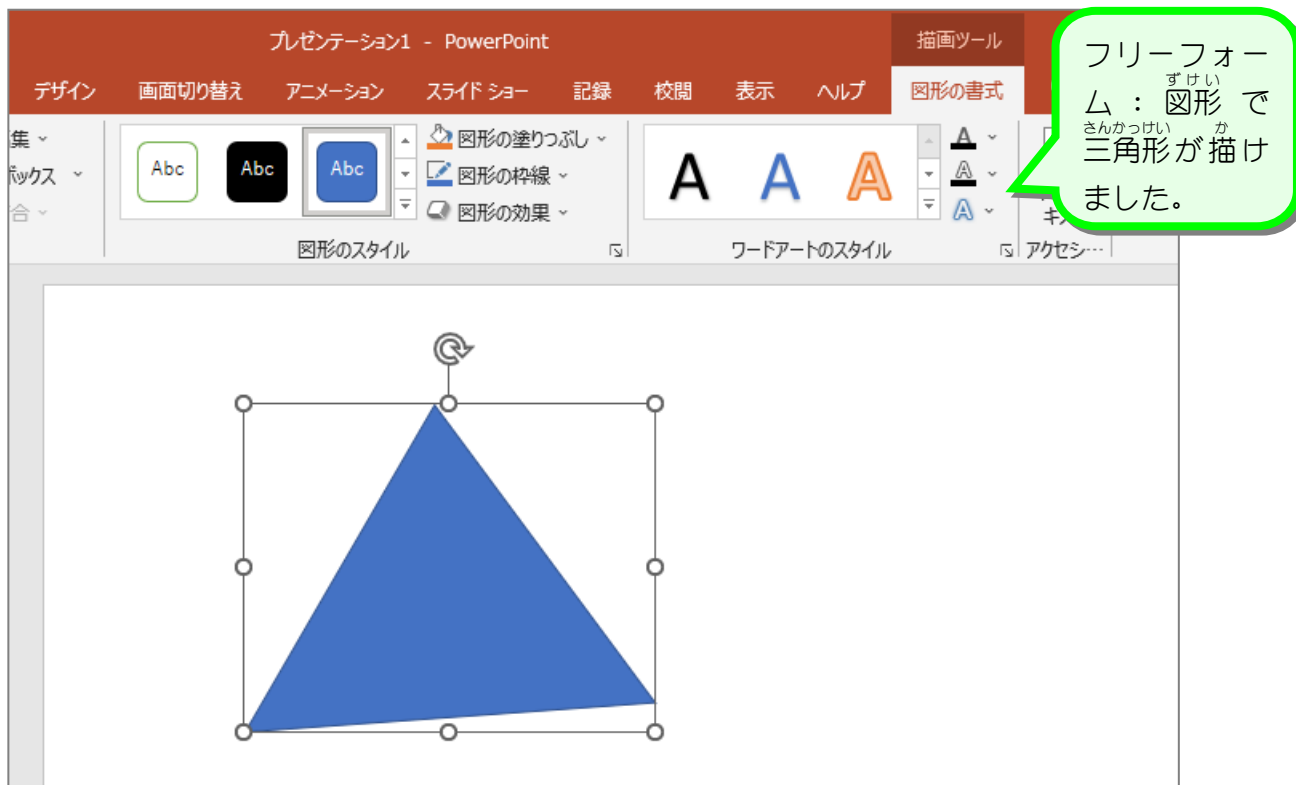 プレゼンテーション1 - PowerPoint
描画ツール
デザイン 画面切り替え アニメーション スライド ショー 記録 校閲 表示 ヘルプ 図形の書式
集
ボックス
合
Abc Abc Abc
図形の塗りつぶし
図形の枠線
図形の効果
図形のスタイル
A A A
A
A
A
ワードアートのスタイル
キ
アクセシ…
フリーフォー
ずけい
ム : 図形 で
さんかっけい か
三角形が描け
ました。